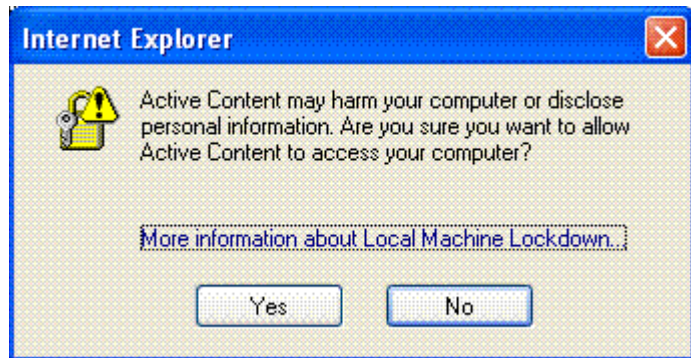 Internet Explorer
Active Content may harm your computer or disclose
personal information. Are you sure you want to allow
Active Content to access your computer?
More information about Local Machine Lockdown...
Yes
No